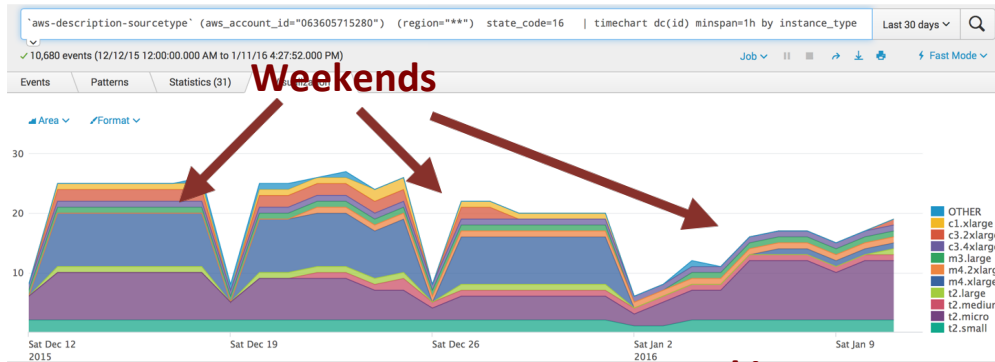 `aws-description-sourcetype` (aws_account_id="063605715280") (region="**") state_code=16 | timechart dc(id) minspan=1h by instance_type
Last 30 days
10,680 events (12/12/15 12:00:00.000 AM to 1/11/16 4:27:52.000 PM)
Job
Fast Mode
Events
Patterns
Statistics (31)
Weekends
Area
Format
30
20
10
OTHER
c1.xlarge
c3.2xlarg
c3.4xlarg
m3.large
m4.2xlarg
m4.xlarge
t2.large
t2.medium
t2.micro
t2.small
Sat Dec 12
2015
Sat Dec 19
Sat Dec 26
Sat Jan 2
2016
Sat Jan 9